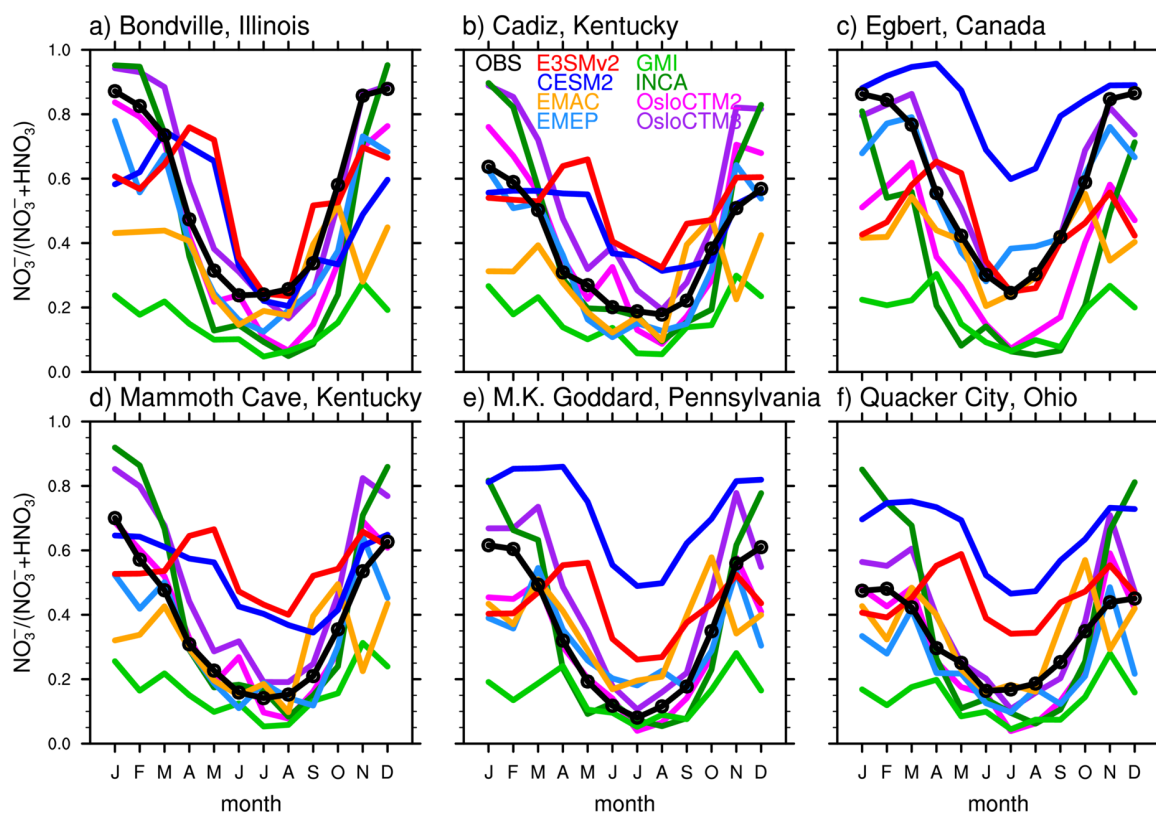 a) Bondville, Illinois
b) Cadiz, Kentucky
c) Egbert, Canada
OBS E3SMv2 GMI
CESM2 INCA
EMAC OsloCTM2
EMEP OsloCTM3
NO₃⁻/(NO₃⁻+HNO₃)
1.0
0.8
0.6
0.4
0.2
0.0
d) Mammoth Cave, Kentucky
e) M.K. Goddard, Pennsylvania
f) Quacker City, Ohio
NO₃⁻/(NO₃⁻+HNO₃)
0.8
0.6
0.4
0.2
0.0
J F M A M J J A S O N D
J F M A M J J A S O N D
J F M A M J J A S O N D
month
month
month